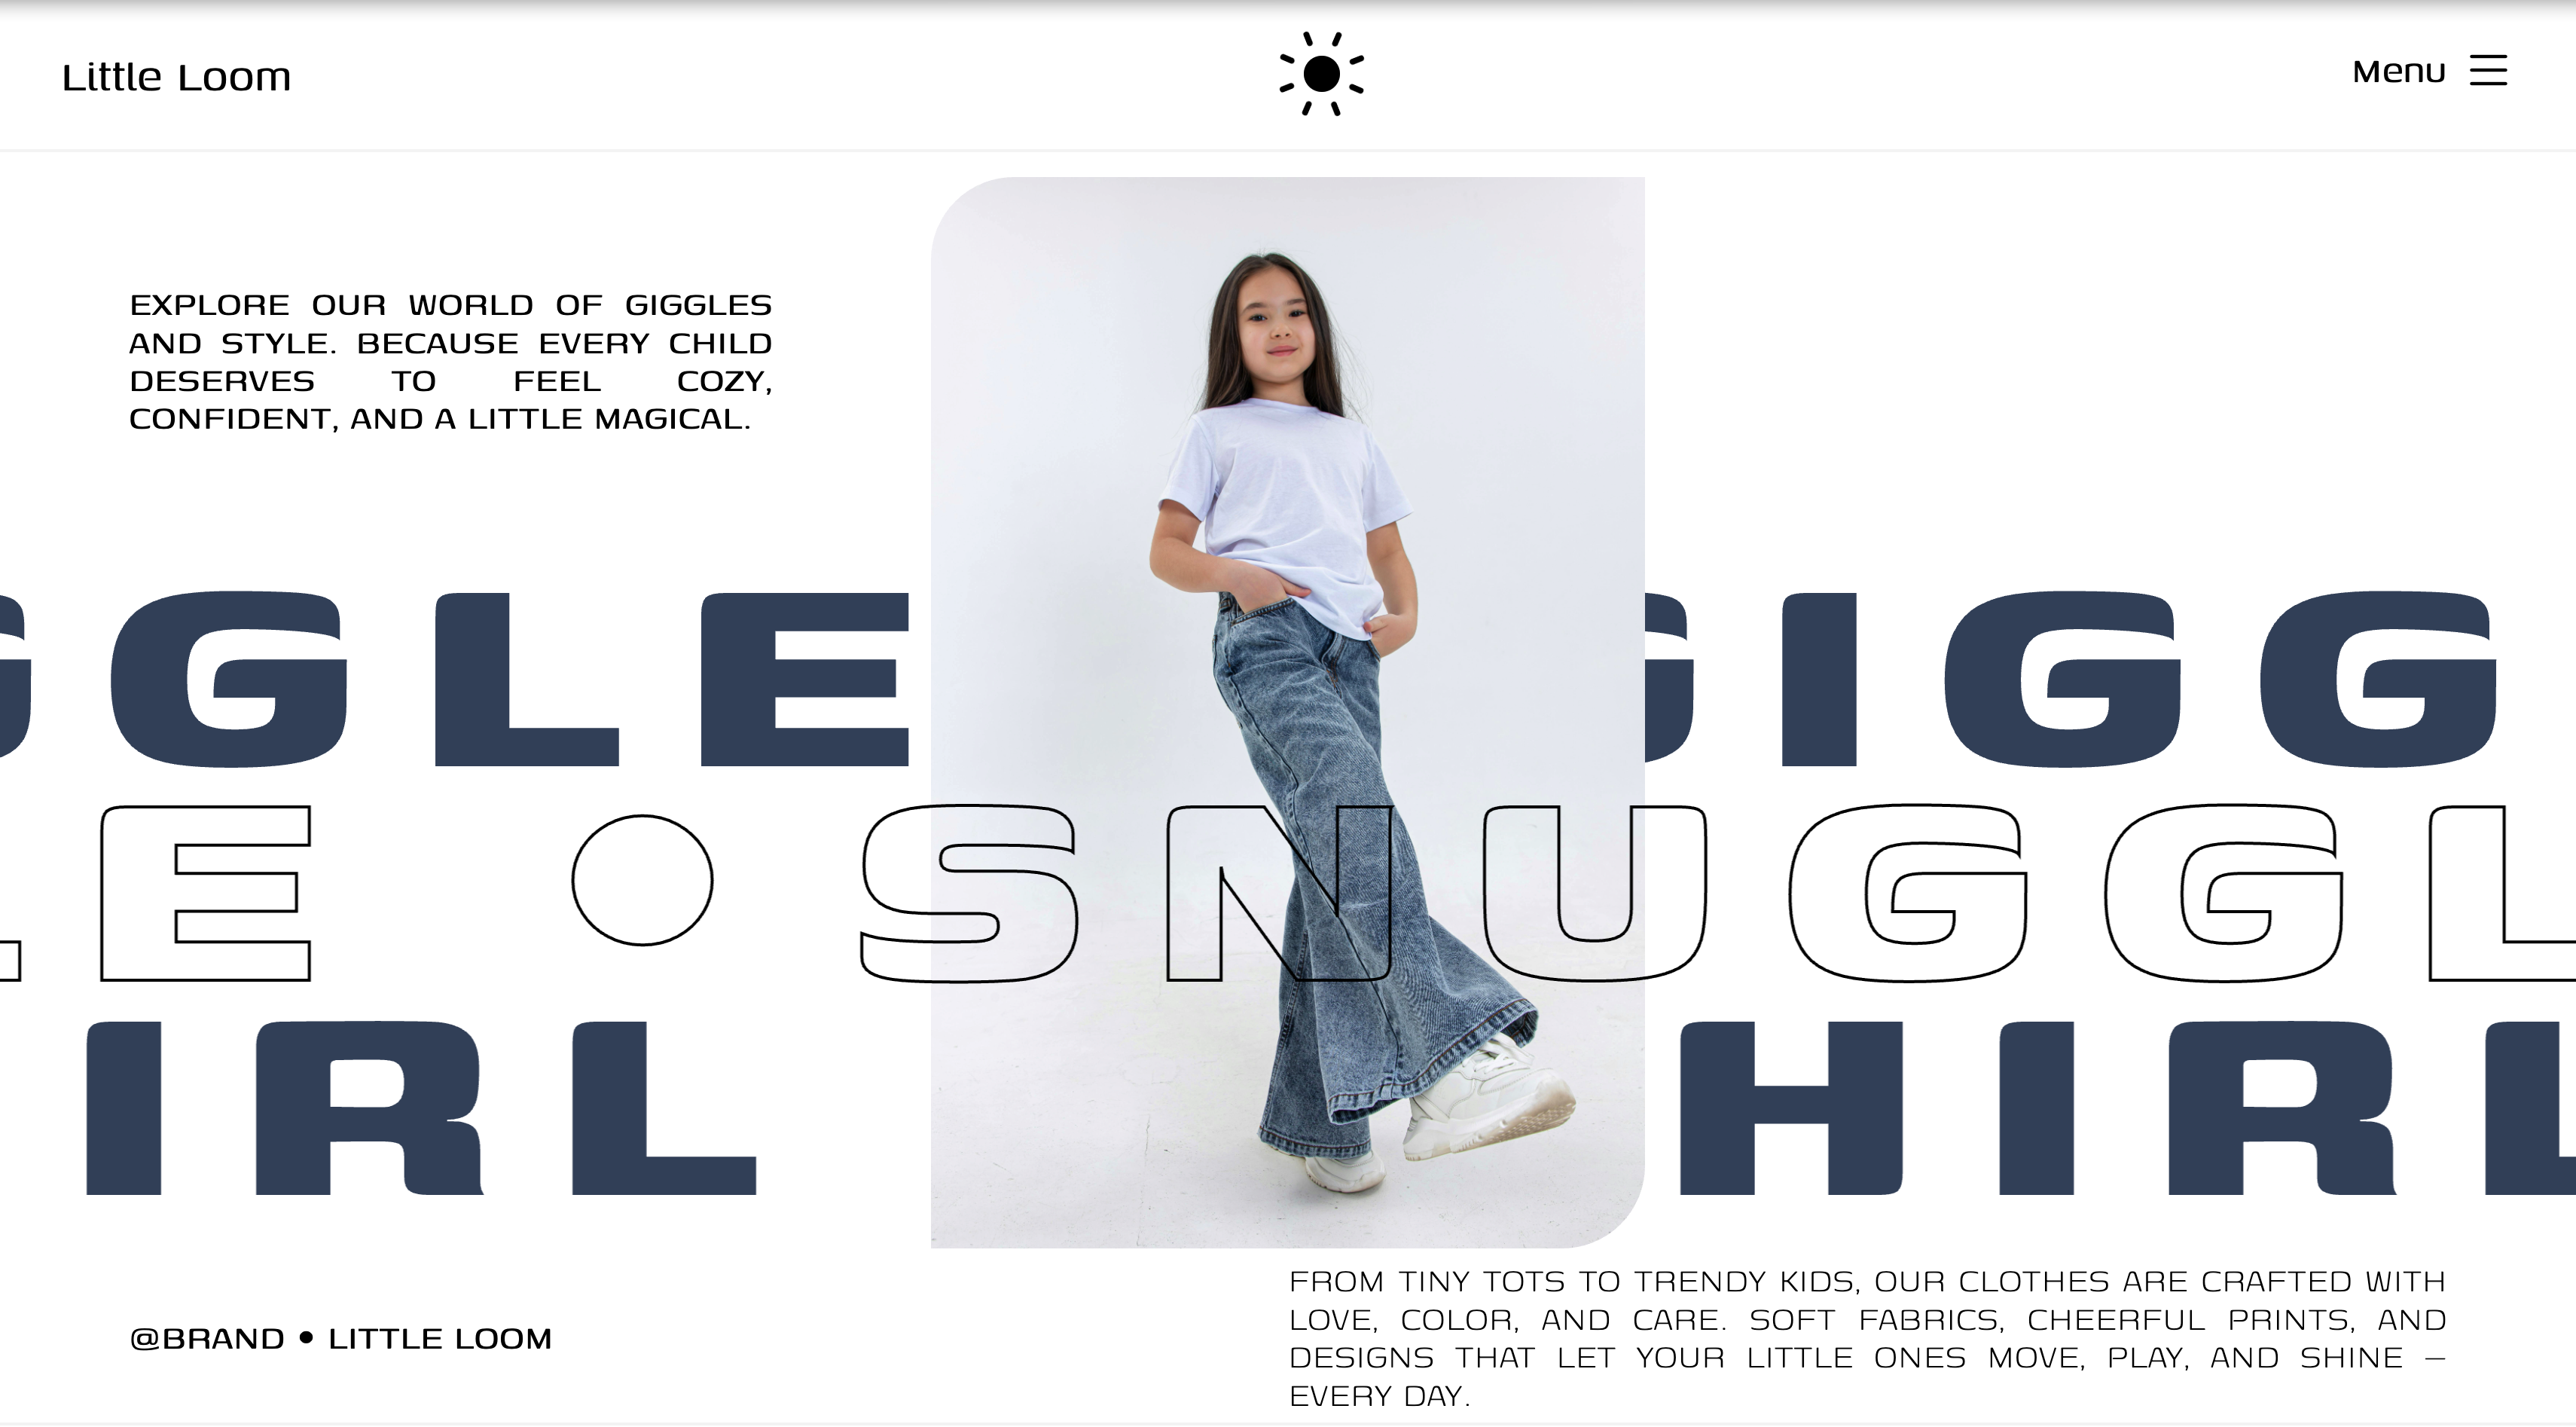 Little Loom
Menu
EXPLORE OUR WORLD OF GIGGLES
AND STYLE. BECAUSE EVERY CHILD
DESERVES TO FEEL COZY,
CONFIDENT, AND A LITTLE MAGICAL.
GGLE GIGG
LE • SNUGGL
IRL HIRL
FROM TINY TOTS TO TRENDY KIDS, OUR CLOTHES ARE CRAFTED WITH
LOVE, COLOR, AND CARE. SOFT FABRICS, CHEERFUL PRINTS, AND
DESIGNS THAT LET YOUR LITTLE ONES MOVE, PLAY, AND SHINE –
EVERY DAY.
@BRAND • LITTLE LOOM